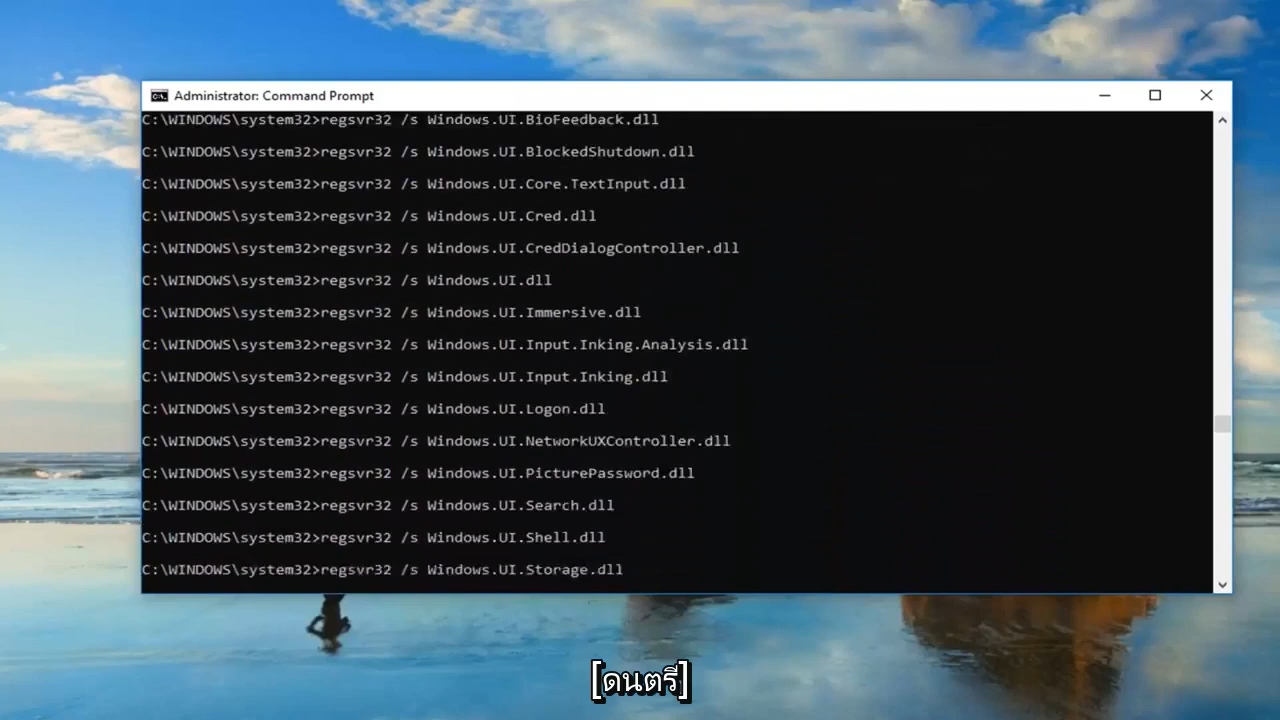 Administrator: Command Prompt
C:\WINDOWS\system32>regsvr32 /s Windows.UI.BioFeedback.dll
C:\WINDOWS\system32>regsvr32 /s Windows.UI.BlockedShutdown.dll
C:\WINDOWS\system32>regsvr32 /s Windows.UI.Core.TextInput.dll
C:\WINDOWS\system32>regsvr32 /s Windows.UI.Cred.dll
C:\WINDOWS\system32>regsvr32 /s Windows.UI.CredDialogController.dll
C:\WINDOWS\system32>regsvr32 /s Windows.UI.dll
C:\WINDOWS\system32>regsvr32 /s Windows.UI.Immersive.dll
C:\WINDOWS\system32>regsvr32 /s Windows.UI.Input.Inking.Analysis.dll
C:\WINDOWS\system32>regsvr32 /s Windows.UI.Input.Inking.dll
C:\WINDOWS\system32>regsvr32 /s Windows.UI.Logon.dll
C:\WINDOWS\system32>regsvr32 /s Windows.UI.NetworkUXController.dll
C:\WINDOWS\system32>regsvr32 /s Windows.UI.PicturePassword.dll
C:\WINDOWS\system32>regsvr32 /s Windows.UI.Search.dll
C:\WINDOWS\system32>regsvr32 /s Windows.UI.Shell.dll
C:\WINDOWS\system32>regsvr32 /s Windows.UI.Storage.dll
[ดนตรี]